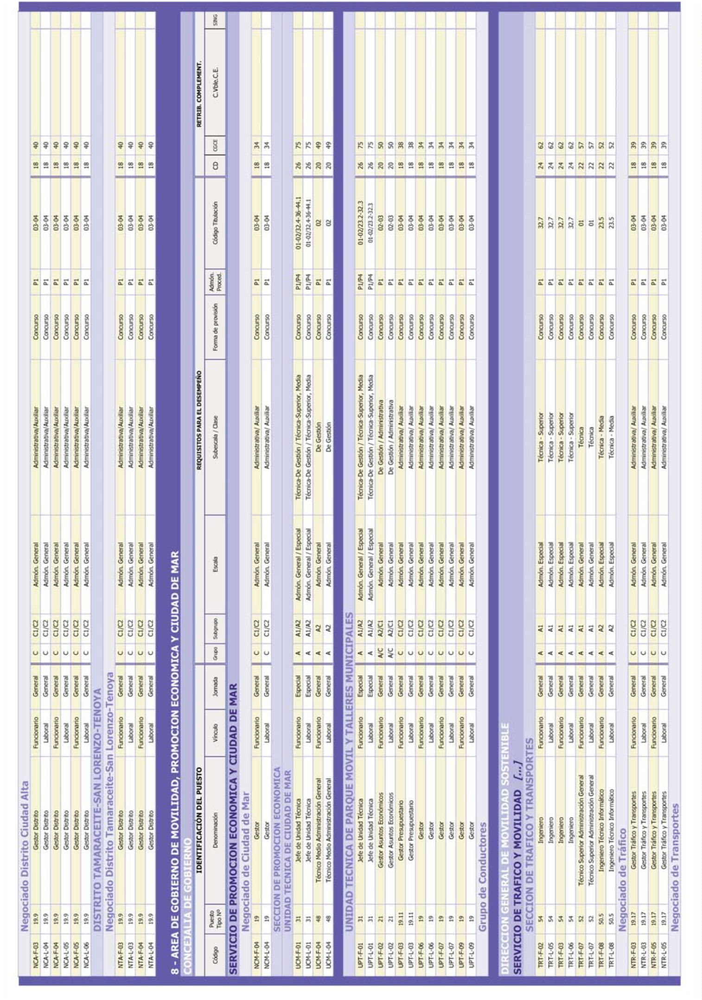 Negociado Distrito Ciudad Alta
NCA-F-03 19.9 Gestor Distrito Funcionario General C C1/C2 Admón. General Administrativa/Auxiliar Concurso P1 03-04 18 40
NCA-L-04 19.9 Gestor Distrito Laboral General C C1/C2 Admón. General Administrativa/Auxiliar Concurso P1 03-04 18 40
NCA-F-04 19.9 Gestor Distrito Funcionario General C C1/C2 Admón. General Administrativa/Auxiliar Concurso P1 03-04 18 40
NCA-L-05 19.9 Gestor Distrito Laboral General C C1/C2 Admón. General Administrativa/Auxiliar Concurso P1 03-04 18 40
NCA-F-05 19.9 Gestor Distrito Funcionario General C C1/C2 Admón. General Administrativa/Auxiliar Concurso P1 03-04 18 40
NCA-L-06 19.9 Gestor Distrito Laboral General C C1/C2 Admón. General Administrativa/Auxiliar Concurso P1 03-04 18 40
DISTRITO TAMARACEITE-SAN LORENZO-TENOYA
Negociado Distrito Tamaraceite-San Lorenzo-Tenoya
NTA-F-03 19.9 Gestor Distrito Funcionario General C C1/C2 Admón. General Administrativa/Auxiliar Concurso P1 03-04 18 40
NTA-L-03 19.9 Gestor Distrito Laboral General C C1/C2 Admón. General Administrativa/Auxiliar Concurso P1 03-04 18 40
NTA-F-04 19.9 Gestor Distrito Funcionario General C C1/C2 Admón. General Administrativa/Auxiliar Concurso P1 03-04 18 40
NTA-L-04 19.9 Gestor Distrito Laboral General C C1/C2 Admón. General Administrativa/Auxiliar Concurso P1 03-04 18 40
8 - AREA DE GOBIERNO DE MOVILIDAD, PROMOCION ECONOMICA Y CIUDAD DE MAR
CONCEJALIA DE GOBIERNO
IDENTIFICACIÓN DEL PUESTO REQUISITOS PARA EL DESEMPEÑO RETRIB. COMPLEMENT.
Código Puesto Tipo Nº Denominación Vínculo Jornada Grupo Subgrupo Escala Subescala / Clase Forma de provisión Admón. Proced. Código Titulación CD CGCE C.Vble.C.E. SING
SERVICIO DE PROMOCION ECONOMICA Y CIUDAD DE MAR
Negociado de Ciudad de Mar
NCM-F-04 19 Gestor Funcionario General C C1/C2 Admón. General Administrativa/ Auxiliar Concurso P1 03-04 18 34
NCM-L-04 19 Gestor Laboral General C C1/C2 Admón. General Administrativa/ Auxiliar Concurso P1 03-04 18 34
SECCION DE PROMOCION ECONOMICA
UNIDAD TECNICA DE CIUDAD DE MAR
UCM-F-01 31 Jefe de Unidad Técnica Funcionario Especial A A1/A2 Admón. General / Especial Técnica-De Gestión / Técnica-Superior, Media Concurso P1/P4 01-02/32.4-36-44.1 26 75
UCM-L-01 31 Jefe de Unidad Técnica Laboral Especial A A1/A2 Admón. General / Especial Técnica-De Gestión / Técnica-Superior, Media Concurso P1/P4 01-02/32.4-36-44.1 26 75
UCM-F-04 48 Técnico Medio Administración General Funcionario General A A2 Admón. General De Gestión Concurso P1 02 20 49
UCM-L-04 48 Técnico Medio Administración General Laboral General A A2 Admón. General De Gestión Concurso P1 02 20 49
UNIDAD TECNICA DE PARQUE MOVIL Y TALLERES MUNICIPALES
UPT-F-01 31 Jefe de Unidad Técnica Funcionario Especial A A1/A2 Admón. General / Especial Técnica-De Gestión / Técnica-Superior, Media Concurso P1/P4 01-02/23.2-32.3 26 75
UPT-L-01 31 Jefe de Unidad Técnica Laboral Especial A A1/A2 Admón. General / Especial Técnica-De Gestión / Técnica-Superior, Media Concurso P1/P4 01-02/23.2-32.3 26 75
UPT-F-02 21 Gestor Asuntos Económicos Funcionario General A/C A2/C1 Admón. General De Gestión / Administrativa Concurso P1 02-03 20 50
UPT-L-02 21 Gestor Asuntos Económicos Laboral General A/C A2/C1 Admón. General De Gestión / Administrativa Concurso P1 02-03 20 50
UPT-F-03 19.11 Gestor Presupuestario Funcionario General C C1/C2 Admón. General Administrativa/ Auxiliar Concurso P1 03-04 18 38
UPT-L-03 19.11 Gestor Presupuestario Laboral General C C1/C2 Admón. General Administrativa/ Auxiliar Concurso P1 03-04 18 38
UPT-F-06 19 Gestor Funcionario General C C1/C2 Admón. General Administrativa/ Auxiliar Concurso P1 03-04 18 34
UPT-L-06 19 Gestor Laboral General C C1/C2 Admón. General Administrativa/ Auxiliar Concurso P1 03-04 18 34
UPT-F-07 19 Gestor Funcionario General C C1/C2 Admón. General Administrativa/ Auxiliar Concurso P1 03-04 18 34
UPT-L-07 19 Gestor Laboral General C C1/C2 Admón. General Administrativa/ Auxiliar Concurso P1 03-04 18 34
UPT-F-09 19 Gestor Funcionario General C C1/C2 Admón. General Administrativa/ Auxiliar Concurso P1 03-04 18 34
UPT-L-09 19 Gestor Laboral General C C1/C2 Admón. General Administrativa/ Auxiliar Concurso P1 03-04 18 34
Grupo de Conductores
DIRECCION GENERAL DE MOVILIDAD SOSTENIBLE
SERVICIO DE TRAFICO Y MOVILIDAD [...]
SECCION DE TRAFICO Y TRANSPORTES
TRT-F-02 54 Ingeniero Funcionario General A A1 Admón. Especial Técnica - Superior Concurso P1 32.7 24 62
TRT-L-05 54 Ingeniero Laboral General A A1 Admón. Especial Técnica - Superior Concurso P1 32.7 24 62
TRT-F-03 54 Ingeniero Funcionario General A A1 Admón. Especial Técnica - Superior Concurso P1 32.7 24 62
TRT-L-06 54 Ingeniero Laboral General A A1 Admón. Especial Técnica - Superior Concurso P1 32.7 24 62
TRT-F-07 52 Técnico Superior Administración General Funcionario General A A1 Admón. General Técnica Concurso P1 01 22 57
TRT-L-07 52 Técnico Superior Administración General Laboral General A A1 Admón. General Técnica Concurso P1 01 22 57
TRT-F-08 50.5 Ingeniero Técnico Informático Funcionario General A A2 Admón. Especial Técnica - Media Concurso P1 23.5 22 52
TRT-L-08 50.5 Ingeniero Técnico Informático Laboral General A A2 Admón. Especial Técnica - Media Concurso P1 23.5 22 52
Negociado de Tráfico
NTR-F-03 19.17 Gestor Tráfico y Transportes Funcionario General C C1/C2 Admón. General Administrativa/ Auxiliar Concurso P1 03-04 18 39
NTR-L-03 19.17 Gestor Tráfico y Transportes Laboral General C C1/C2 Admón. General Administrativa/ Auxiliar Concurso P1 03-04 18 39
NTR-F-05 19.17 Gestor Tráfico y Transportes Funcionario General C C1/C2 Admón. General Administrativa/ Auxiliar Concurso P1 03-04 18 39
NTR-L-05 19.17 Gestor Tráfico y Transportes Laboral General C C1/C2 Admón. General Administrativa/ Auxiliar Concurso P1 03-04 18 39
Negociado de Transportes